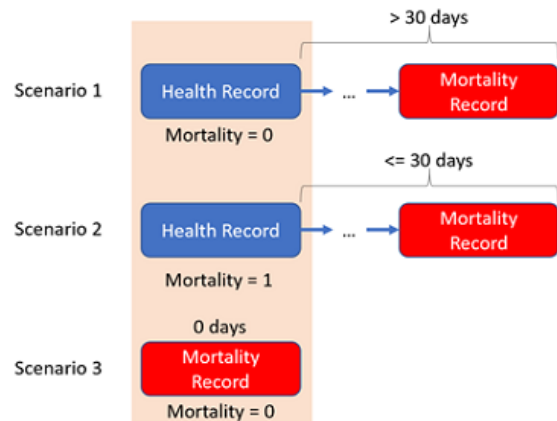 > 30 days
Scenario 1
Health Record
...
Mortality
Record
Mortality = 0
<= 30 days
Scenario 2
Health Record
...
Mortality
Record
Mortality = 1
0 days
Scenario 3
Mortality
Record
Mortality = 0